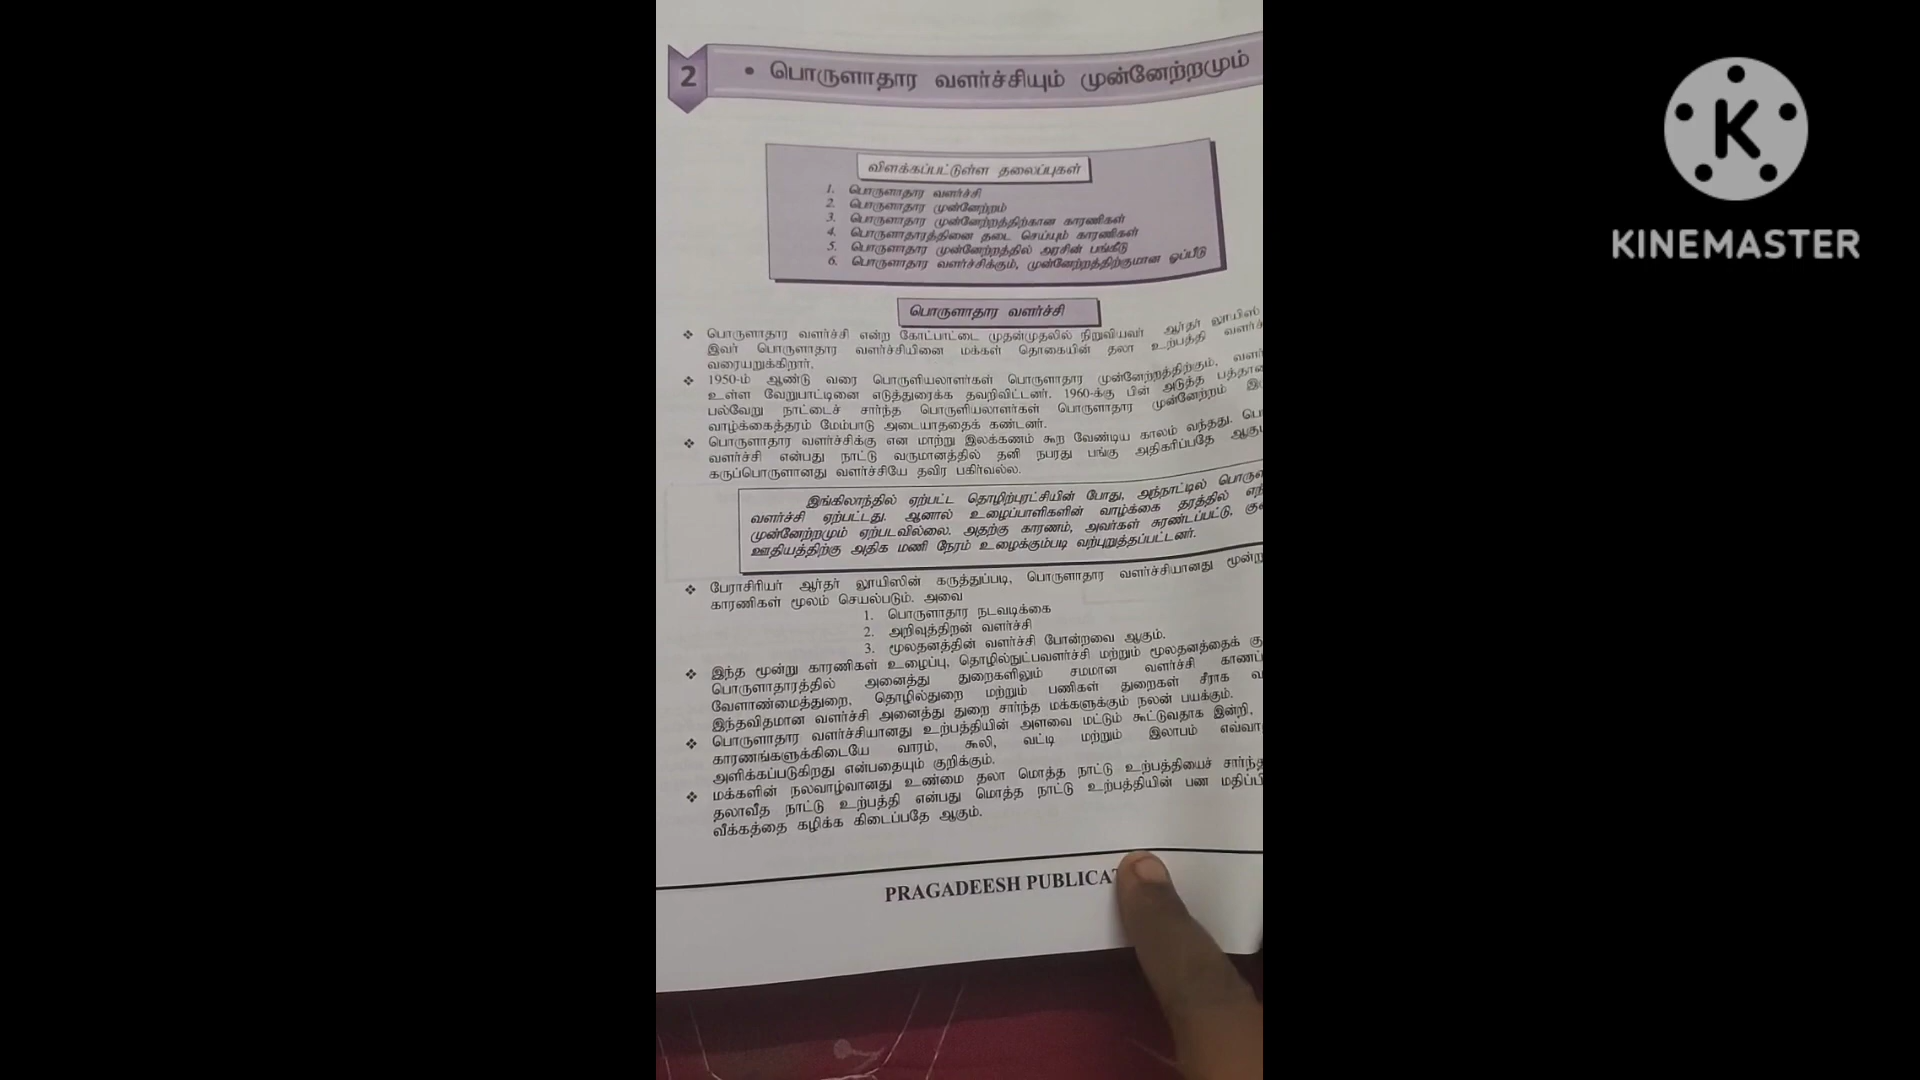 2
• பொருளாதார வளர்ச்சியும் முன்னேற்றமும்
விளக்கப்பட்டுள்ள தலைப்புகள்
1. பொருளாதார வளர்ச்சி
2. பொருளாதார முன்னேற்றம்
3. பொருளாதார முன்னேற்றத்திற்கான காரணிகள்
4. பொருளாதாரத்தினை தடை செய்யும் காரணிகள்
5. பொருளாதார முன்னேற்றத்தில் அரசின் பங்கீடு
6. பொருளாதார வளர்ச்சிக்கும், முன்னேற்றத்திற்குமான ஒப்பீடு
பொருளாதார வளர்ச்சி
❖ பொருளாதார வளர்ச்சி என்ற கோட்பாட்டை முதன்முதலில் நிறுவியவர் ஆர்தர் லூயிஸ்
இவர் பொருளாதார வளர்ச்சியினை மக்கள் தொகையின் தலா உற்பத்தி
வரையறுக்கிறார்.
❖ 1950-ம் ஆண்டு வரை பொருளியலாளர்கள் பொருளாதார முன்னேற்றத்திற்கும்,
உள்ள வேறுபாட்டினை எடுத்துரைக்க தவறிவிட்டனர். 1960-க்கு பின் அடுத்த
பல்வேறு நாட்டைச் சார்ந்த பொருளியலாளர்கள் பொருளாதார முன்னேற்றம்
வாழ்க்கைத்தரம் மேம்பாடு அடையாததைக் கண்டனர்.
❖ பொருளாதார வளர்ச்சிக்கு என மாற்று இலக்கணம் கூற வேண்டிய காலம் வந்தது.
வளர்ச்சி என்பது நாட்டு வருமானத்தில் தனி நபரது பங்கு அதிகரிப்பதே
கருப்பொருளானது வளர்ச்சியே தவிர பகிர்வல்ல.
இங்கிலாந்தில் ஏற்பட்ட தொழிற்புரட்சியின் போது, அந்நாட்டில்
வளர்ச்சி ஏற்பட்டது. ஆனால் உழைப்பாளிகளின் வாழ்க்கை தரத்தில்
முன்னேற்றமும் ஏற்படவில்லை. அதற்கு காரணம், அவர்கள் சுரண்டப்பட்டு,
ஊதியத்திற்கு அதிக மணி நேரம் உழைக்கும்படி வற்புறுத்தப்பட்டனர்.
❖ பேராசிரியர் ஆர்தர் லூயிஸின் கருத்துப்படி, பொருளாதார வளர்ச்சியானது மூன்று
காரணிகள் மூலம் செயல்படும். அவை
1. பொருளாதார நடவடிக்கை
2. அறிவுத்திறன் வளர்ச்சி
3. மூலதனத்தின் வளர்ச்சி போன்றவை ஆகும்.
❖ இந்த மூன்று காரணிகள் உழைப்பு, தொழில்நுட்பவளர்ச்சி மற்றும் மூலதனத்தைக்
பொருளாதாரத்தில் அனைத்து துறைகளிலும் சமமான வளர்ச்சி
வேளாண்மைத்துறை, தொழில்துறை மற்றும் பணிகள் துறைகள் சீராக
இந்தவிதமான வளர்ச்சி அனைத்து துறை சார்ந்த மக்களுக்கும் நலன் பயக்கும்.
❖ பொருளாதார வளர்ச்சியானது உற்பத்தியின் அளவை மட்டும் கூட்டுவதாக இன்றி,
காரணங்களுக்கிடையே வாரம், கூலி, வட்டி மற்றும் இலாபம்
அளிக்கப்படுகிறது என்பதையும் குறிக்கும்.
❖ மக்களின் நலவாழ்வானது உண்மை தலா மொத்த நாட்டு உற்பத்தியைச்
தலாவீத நாட்டு உற்பத்தி என்பது மொத்த நாட்டு உற்பத்தியின் பண
வீக்கத்தை கழிக்க கிடைப்பதே ஆகும்.
PRAGADEESH
KINEMASTER